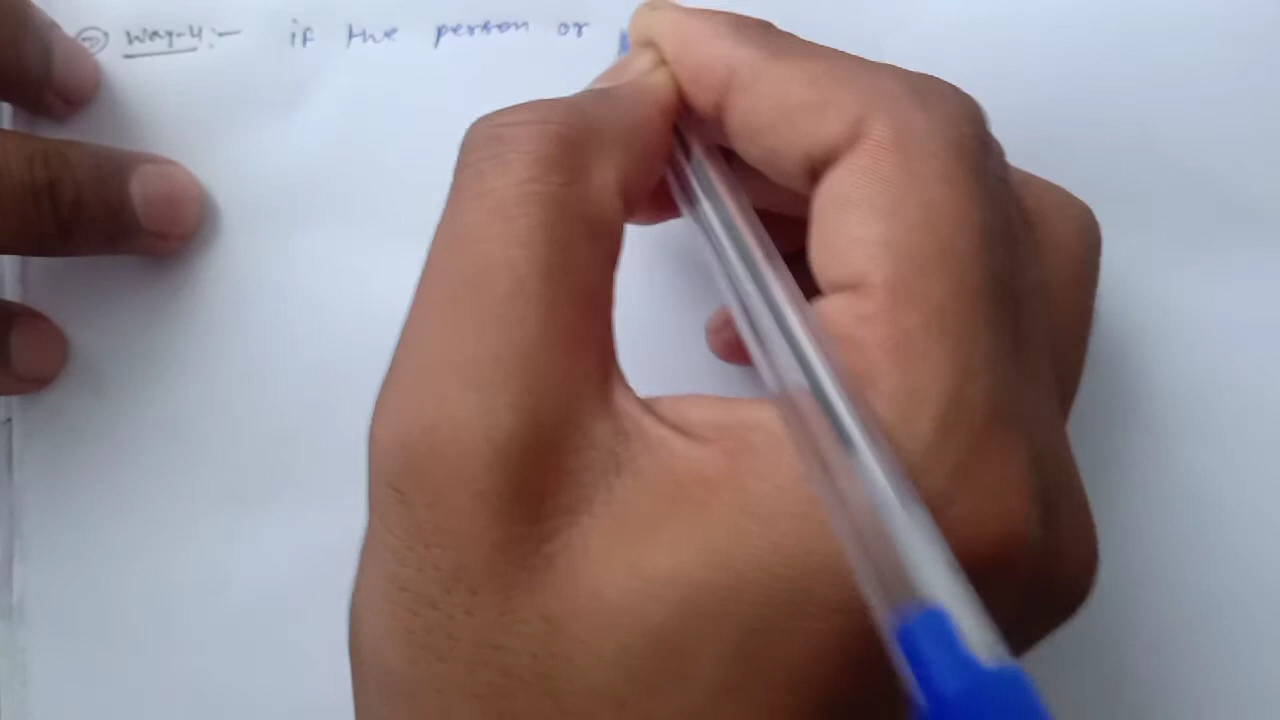 ⊝ Way-4:- if the person or